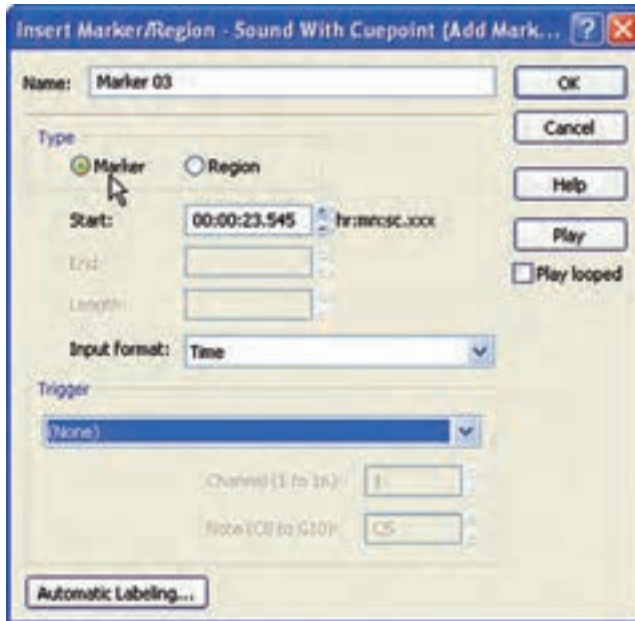 Insert Marker/Region - Sound With Cuepoint (Add Mark...
Name: Marker 03
OK
Cancel
Type
Marker Region
Help
Start: 00:00:23.545 hr:mn:sc.xxx
Play
End:
Play looped
Length:
Input format: Time
Trigger
(None)
Channel (1 to 16): 1
Note (C0 to G10): C5
Automatic Labeling...